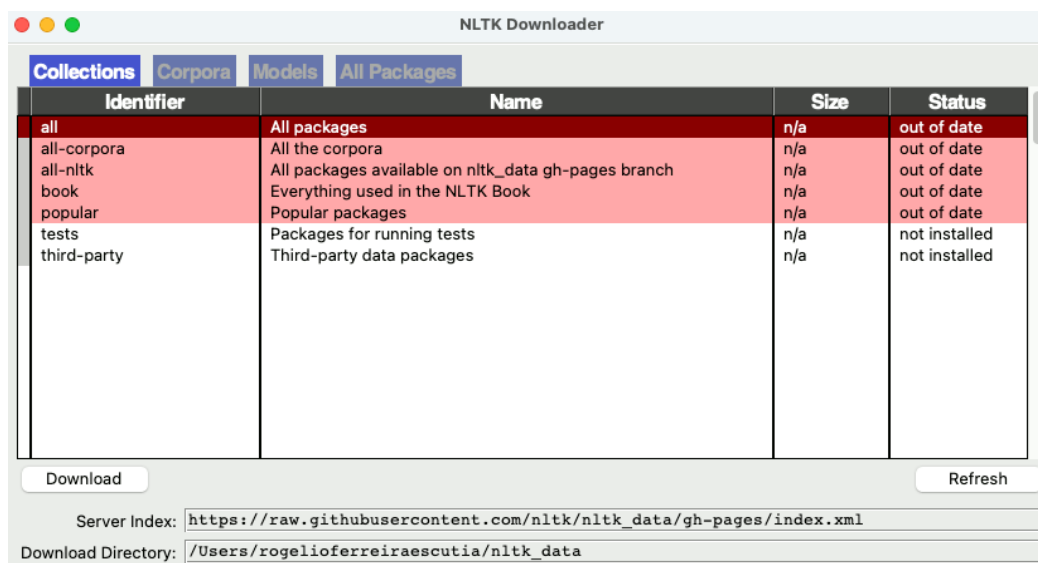 NLTK Downloader
Collections Corpora Models All Packages
Identifier Name Size Status
all All packages n/a out of date
all-corpora All the corpora n/a out of date
all-nltk All packages available on nltk_data gh-pages branch n/a out of date
book Everything used in the NLTK Book n/a out of date
popular Popular packages n/a out of date
tests Packages for running tests n/a not installed
third-party Third-party data packages n/a not installed
Download Refresh
Server Index: https://raw.githubusercontent.com/nltk/nltk_data/gh-pages/index.xml
Download Directory: /Users/rogelioferreiraescutia/nltk_data